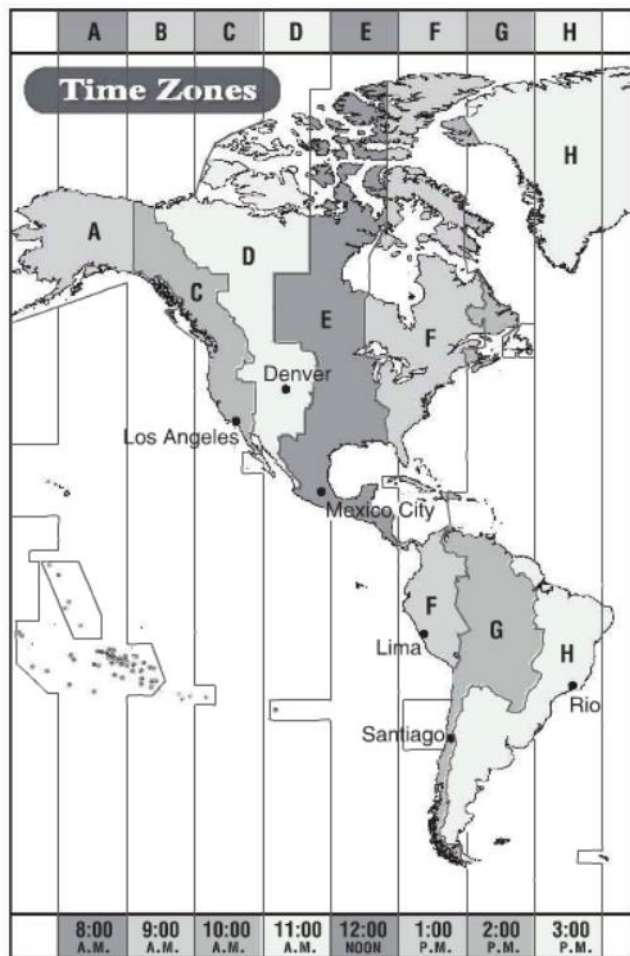 A B C D E F G H
Time Zones
H
A
D
C
E
F
Denver
Los Angeles
Mexico City
F
G
Lima
H
Rio
Santiago
8:00 9:00 10:00 11:00 12:00 1:00 2:00 3:00
A.M. A.M. A.M. A.M. NOON P.M. P.M. P.M.